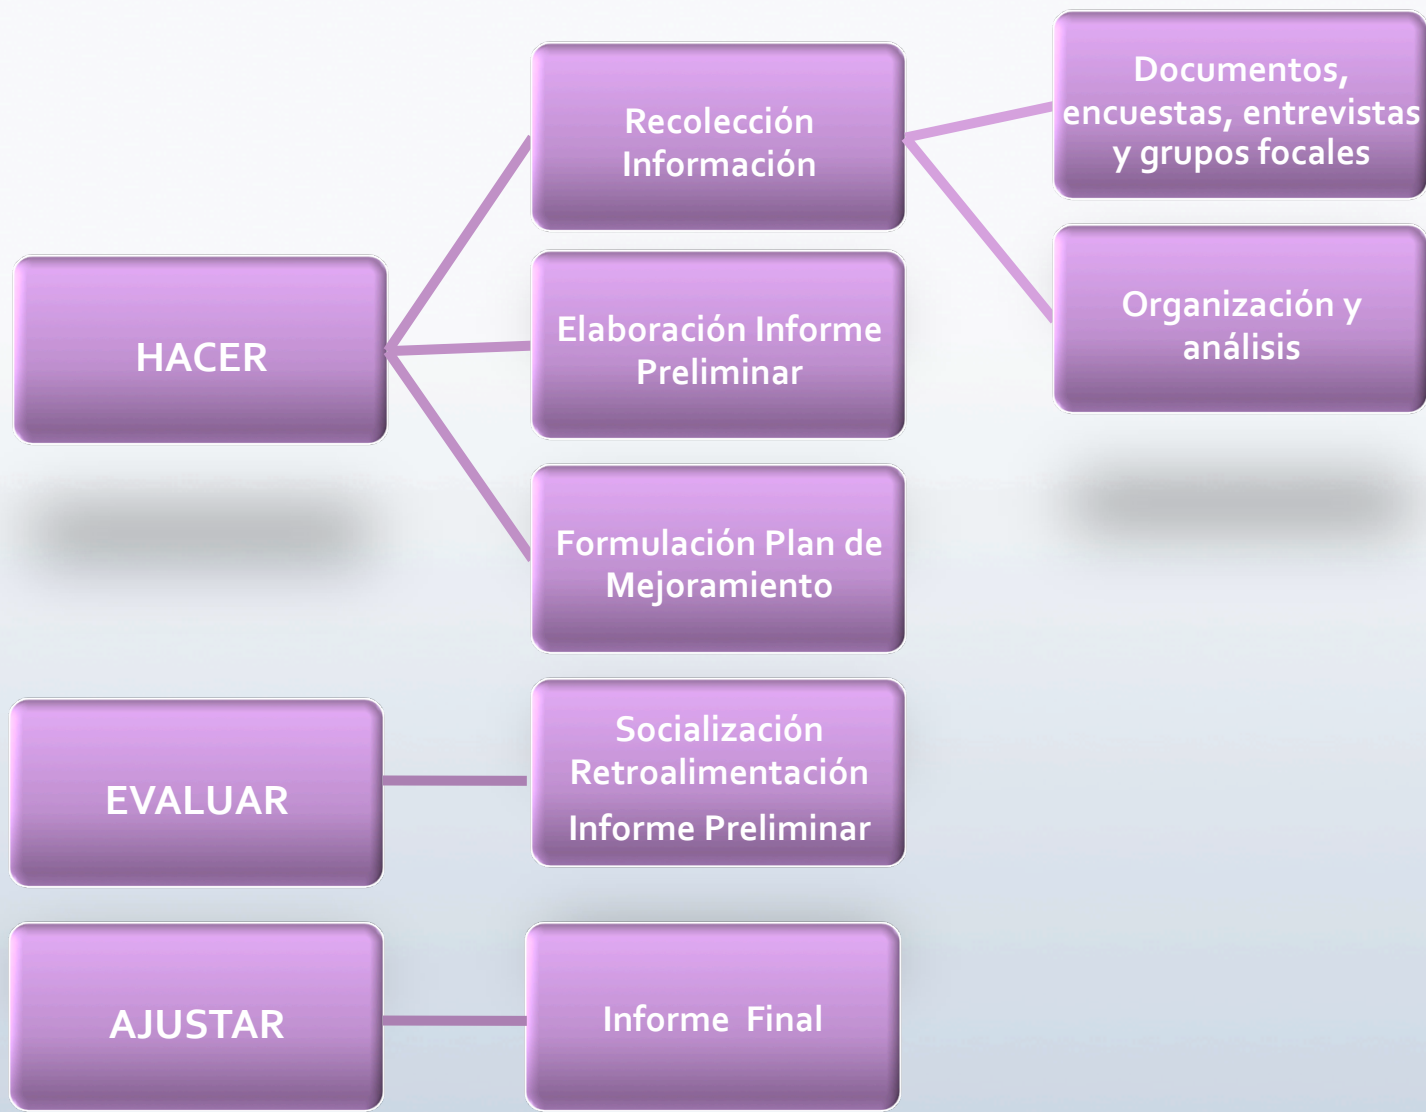 HACER
Recolección
Información
Documentos,
encuestas, entrevistas
y grupos focales
Organización y
análisis
Elaboración Informe
Preliminar
Formulación Plan de
Mejoramiento
EVALUAR
Socialización
Retroalimentación
Informe Preliminar
AJUSTAR
Informe Final